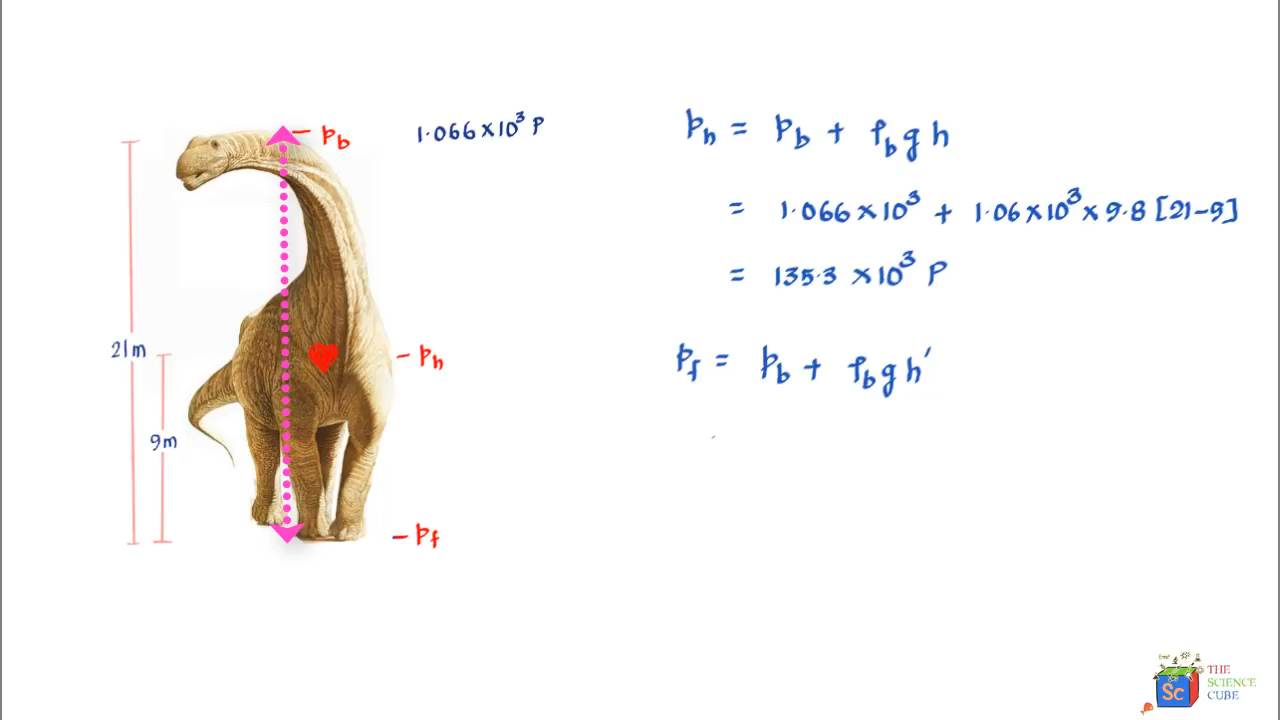 p_b
1.066×10³ P
p_h = p_b + ρ_b g h
= 1.066×10³ + 1.06×10³×9.8 [21-9]
= 135.3 ×10³ P
21m
p_h
p_f = p_b + ρ_b g h′
9m
p_f
Sc
THE
SCIENCE
CUBE